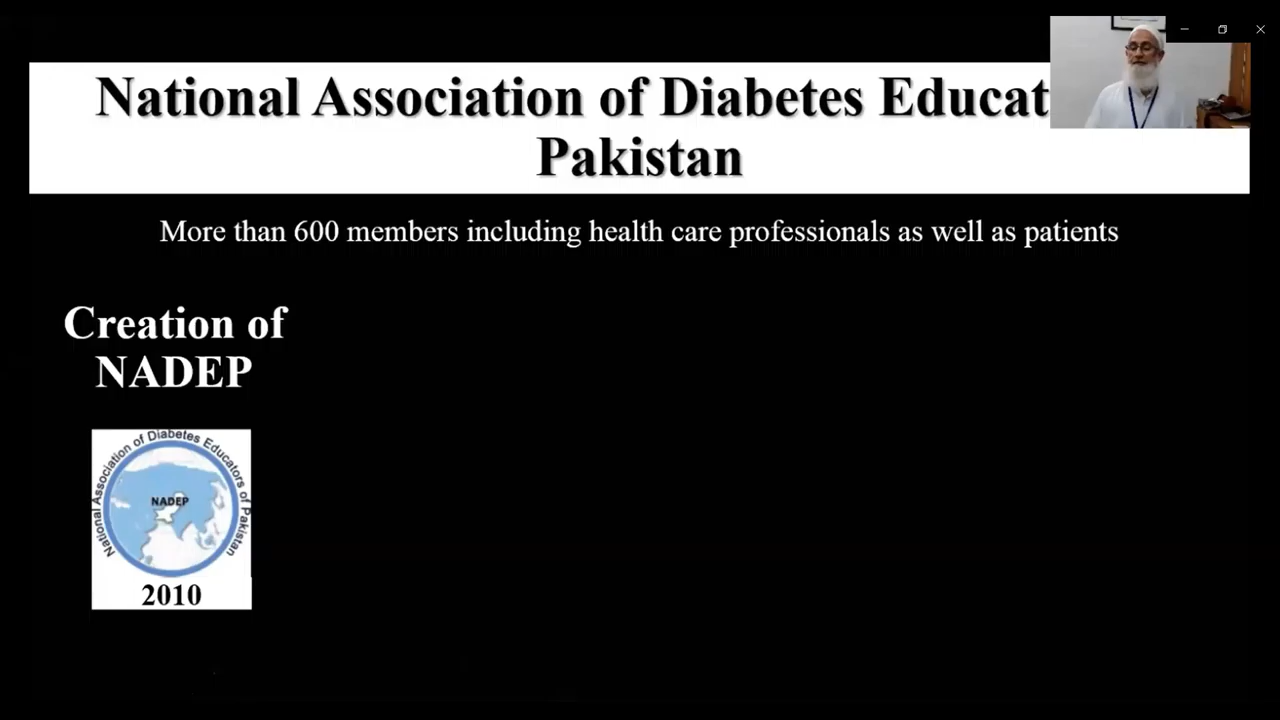 National Association of Diabetes Educat
Pakistan
More than 600 members including health care professionals as well as patients
Creation of
NADEP
National Association of Diabetes Educators of Pakistan
NADEP
2010